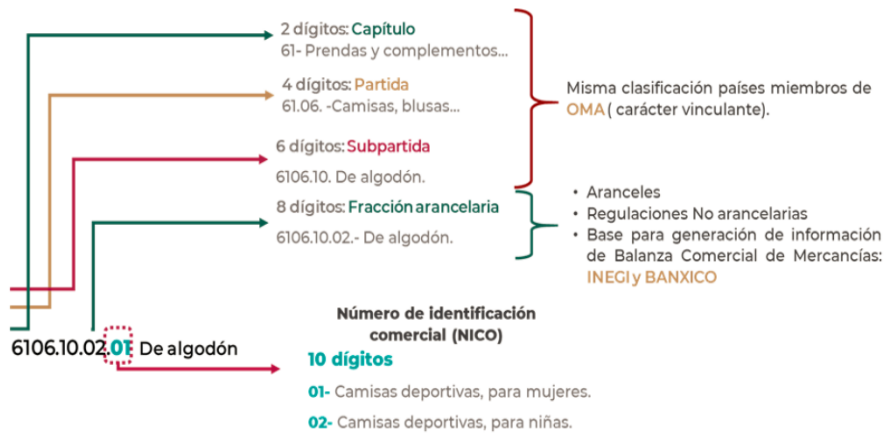 2 dígitos: Capítulo
61- Prendas y complementos...
4 dígitos: Partida
61.06. -Camisas, blusas...
6 dígitos: Subpartida
6106.10. De algodón.
8 dígitos: Fracción arancelaria
6106.10.02.- De algodón.
Misma clasificación países miembros de
OMA ( carácter vinculante).
• Aranceles
• Regulaciones No arancelarias
• Base para generación de información
de Balanza Comercial de Mercancías:
INEGI y BANXICO
6106.10.02.01 De algodón
Número de identificación
comercial (NICO)
10 dígitos
01- Camisas deportivas, para mujeres.
02- Camisas deportivas, para niñas.